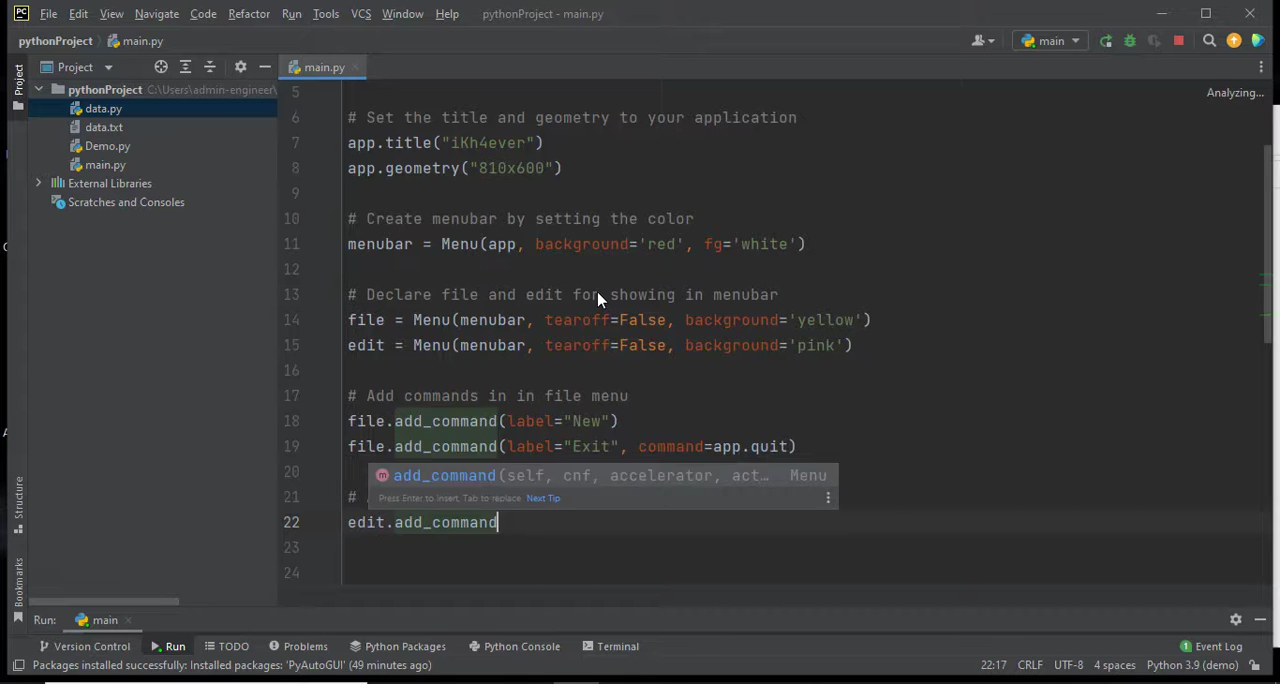 PC File Edit View Navigate Code Refactor Run Tools VCS Window Help pythonProject - main.py
pythonProject main.py main
Project main.py
Project
5 Analyzing...
pythonProject C:\Users\admin-engineer\
data.py
data.txt
Demo.py
main.py
External Libraries
Scratches and Consoles
6 # Set the title and geometry to your application
7 app.title("iKh4ever")
8 app.geometry("810x600")
9
10 # Create menubar by setting the color
11 menubar = Menu(app, background='red', fg='white')
12
13 # Declare file and edit for showing in menubar
14 file = Menu(menubar, tearoff=False, background='yellow')
15 edit = Menu(menubar, tearoff=False, background='pink')
16
17 # Add commands in in file menu
18 file.add_command(label="New")
19 file.add_command(label="Exit", command=app.quit)
20
m add_command(self, cnf, accelerator, act... Menu
Press Enter to insert, Tab to replace Next Tip
21 #
22 edit.add_command
23
24
Structure
Bookmarks
Run: main
Version Control Run TODO Problems Python Packages Python Console Terminal 1 Event Log
Packages installed successfully: Installed packages: 'PyAutoGUI' (49 minutes ago) 22:17 CRLF UTF-8 4 spaces Python 3.9 (demo)